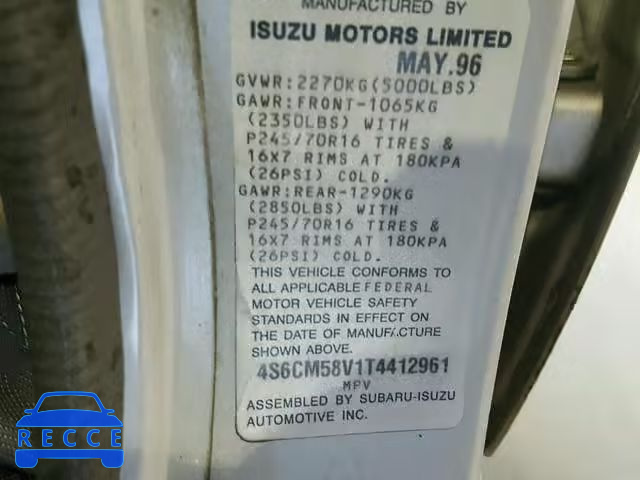 MANUFACTURED BY
ISUZU MOTORS LIMITED
MAY.96
GVWR:2270KG(5000LBS)
GAWR:FRONT-1065KG
(2350LBS) WITH
P245/70R16 TIRES &
16X7 RIMS AT 180KPA
(26PSI) COLD.
GAWR:REAR-1290KG
(2850LBS) WITH
P245/70R16 TIRES &
16X7 RIMS AT 180KPA
(26PSI) COLD.
THIS VEHICLE CONFORMS TO
ALL APPLICABLE FEDERAL
MOTOR VEHICLE SAFETY
STANDARDS IN EFFECT ON
THE DATE OF MANUFACTURE
SHOWN ABOVE.
4S6CM58V1T4412961
MPV
ASSEMBLED BY SUBARU-ISUZU
AUTOMOTIVE INC.
RECCE